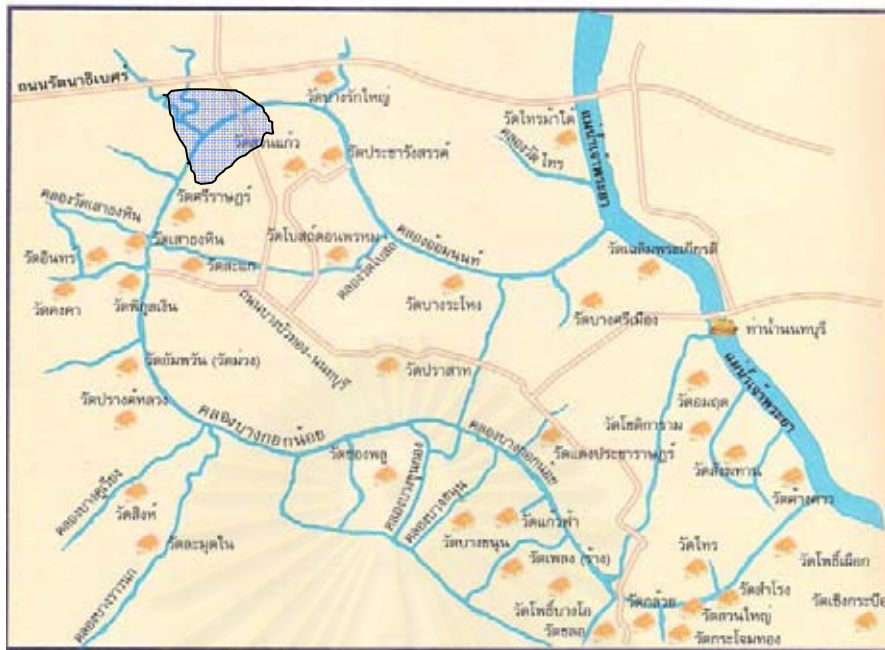 ถนนรัตนาธิเบศร์
วัดบางรักใหญ่
วัดไทรม้าใต้
คลองวัดไทร
แม่น้ำเจ้าพระยา
วัดสวนแก้ว
วัดประชารังสรรค์
วัดศรีราษฎร์
คลองวัดเสาธงหิน
วัดเสาธงหิน
วัดโบสถ์ดอนพรหม
คลองอ้อมนนท์
วัดเฉลิมพระเกียรติ
วัดอินทร์
วัดสะแก
คลองวัดโบสถ์
วัดคงคา
วัดพิกุลเงิน
วัดบางระโหง
วัดบางศรีเมือง
ท่าน้ำนนทบุรี
ถนนบางบัวทอง-นนทบุรี
วัดอัมพวัน (วัดม่วง)
วัดปราสาท
แม่น้ำเจ้าพระยา
วัดปรางค์หลวง
คลองบางกอกน้อย
วัดอมฤต
วัดโชติการาม
คลองบางกอกน้อย
วัดแดงประชาราษฎร์
วัดสังฆทาน
วัดซองพลู
คลองบางขุนกอง
คลองบางขนุน
วัดค้างคาว
คลองบางคูเวียง
วัดสิงห์
วัดแก้วฟ้า
วัดบางขนุน
วัดละมุดใน
วัดเพลง (ร้าง)
วัดไทร
วัดโพธิ์เผือก
คลองบางราวนก
วัดโพธิ์บางโอ
วัดกล้วย
วัดสำโรง
วัดสวนใหญ่
วัดเชิงกระบือ
วัดชลอ
วัดกระโจมทอง